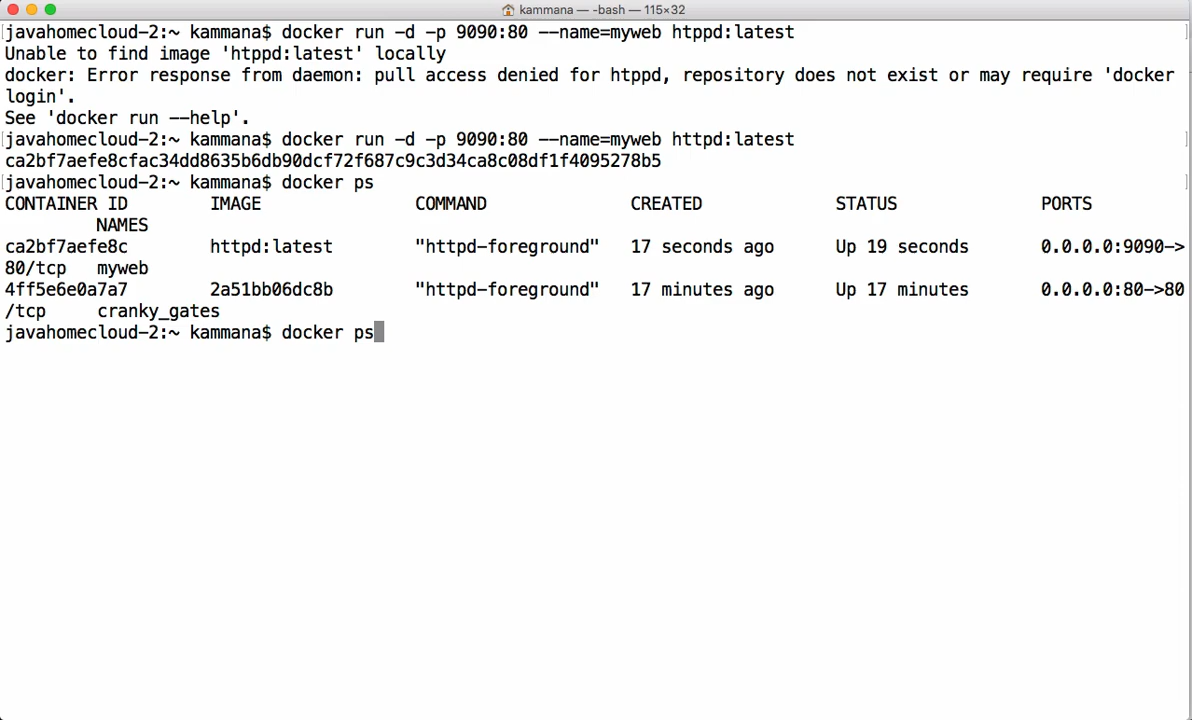 kammana — -bash — 115×32
javahomecloud-2:~ kammana$ docker run -d -p 9090:80 --name=myweb htppd:latest
Unable to find image 'htppd:latest' locally
docker: Error response from daemon: pull access denied for htppd, repository does not exist or may require 'docker
login'.
See 'docker run --help'.
javahomecloud-2:~ kammana$ docker run -d -p 9090:80 --name=myweb httpd:latest
ca2bf7aefe8cfac34dd8635b6db90dcf72f687c9c3d34ca8c08df1f4095278b5
javahomecloud-2:~ kammana$ docker ps
CONTAINER ID        IMAGE               COMMAND              CREATED             STATUS              PORTS
         NAMES
ca2bf7aefe8c        httpd:latest        "httpd-foreground"   17 seconds ago      Up 19 seconds       0.0.0.0:9090->
80/tcp   myweb
4ff5e6e0a7a7        2a51bb06dc8b        "httpd-foreground"   17 minutes ago      Up 17 minutes       0.0.0.0:80->80
/tcp     cranky_gates
javahomecloud-2:~ kammana$ docker ps